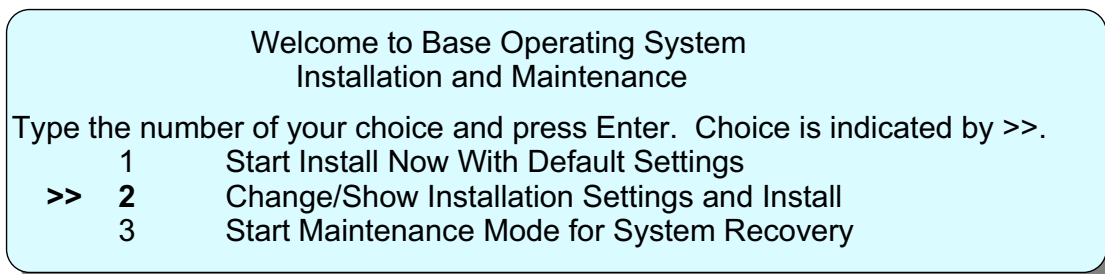 Welcome to Base Operating System
Installation and Maintenance
Type the number of your choice and press Enter.  Choice is indicated by >>.
1 Start Install Now With Default Settings
>> 2 Change/Show Installation Settings and Install
3 Start Maintenance Mode for System Recovery